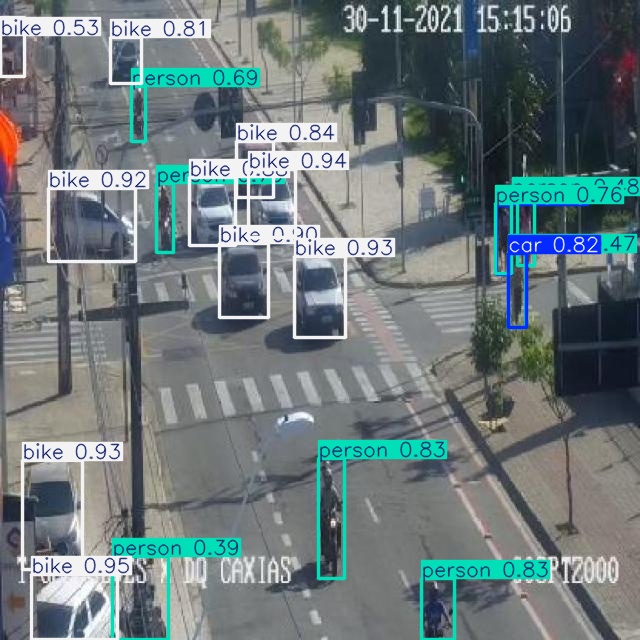 30-11-2021 15:15:06
bike 0.53
bike 0.81
person 0.69
bike 0.84
bike 0.94
bike 0.92
person 0.76
car 0.82
bike 0.90
bike 0.93
bike 0.93
person 0.83
person 0.39
bike 0.95
person 0.83
DQ CAXIAS